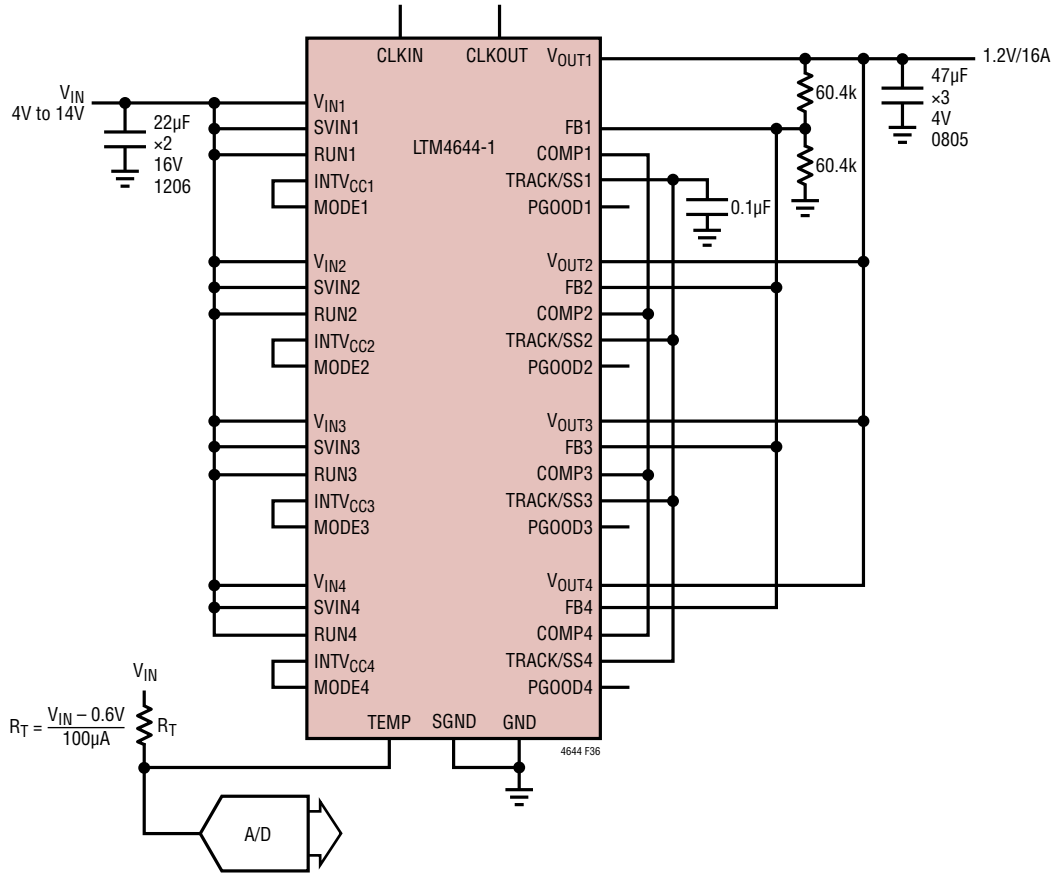 CLKIN
CLKOUT
VOUT1
1.2V/16A
VIN
4V to 14V
22µF
×2
16V
1206
VIN1
SVIN1
RUN1
INTVCC1
MODE1
LTM4644-1
FB1
COMP1
TRACK/SS1
PGOOD1
60.4k
60.4k
47µF
×3
4V
0805
0.1µF
VIN2
SVIN2
RUN2
INTVCC2
MODE2
VOUT2
FB2
COMP2
TRACK/SS2
PGOOD2
VIN3
SVIN3
RUN3
INTVCC3
MODE3
VOUT3
FB3
COMP3
TRACK/SS3
PGOOD3
VIN4
SVIN4
RUN4
INTVCC4
MODE4
VOUT4
FB4
COMP4
TRACK/SS4
PGOOD4
TEMP
SGND
GND
4644 F36
VIN
RT = VIN – 0.6V
100µA
RT
A/D